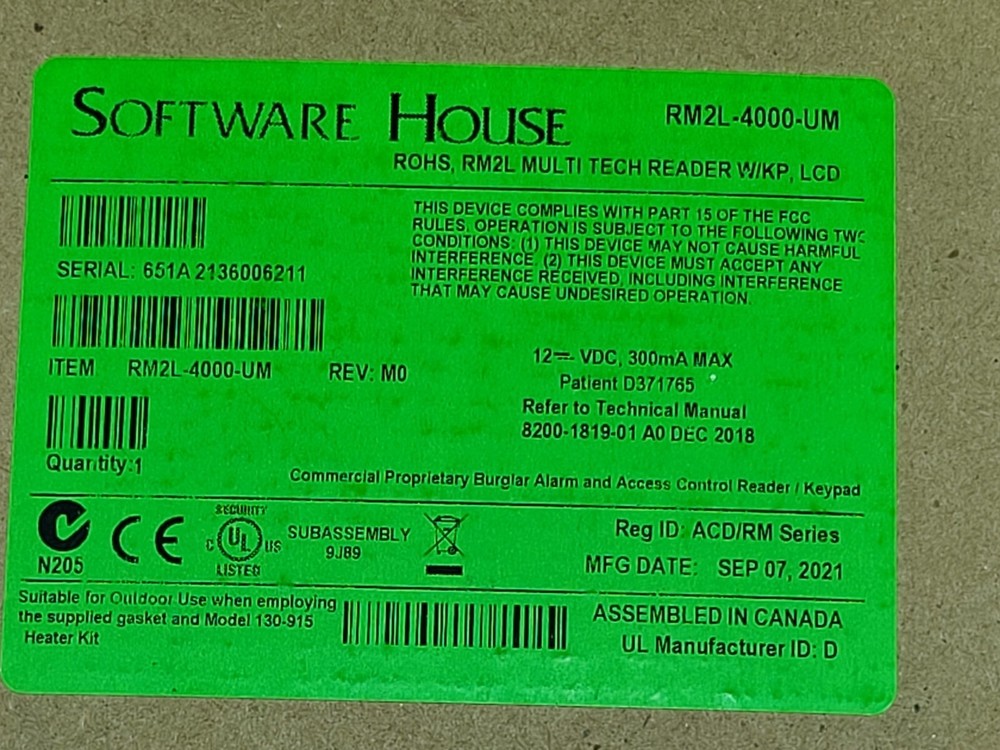 SOFTWARE HOUSE
RM2L-4000-UM
ROHS, RM2L MULTI TECH READER W/KP, LCD
SERIAL: 651A 2136006211
THIS DEVICE COMPLIES WITH PART 15 OF THE FCC
RULES. OPERATION IS SUBJECT TO THE FOLLOWING TWO
CONDITIONS: (1) THIS DEVICE MAY NOT CAUSE HARMFUL
INTERFERENCE, (2) THIS DEVICE MUST ACCEPT ANY
INTERFERENCE RECEIVED, INCLUDING INTERFERENCE
THAT MAY CAUSE UNDESIRED OPERATION.
ITEM RM2L-4000-UM REV: M0
12⎓ VDC, 300mA MAX
Patient D371765
Refer to Technical Manual
8200-1819-01 A0 DEC 2018
Quantity:1
Commercial Proprietary Burglar Alarm and Access Control Reader / Keypad
N205
CE
SECURITY
C UL US
LISTED
SUBASSEMBLY
9J89
Reg ID: ACD/RM Series
MFG DATE: SEP 07, 2021
Suitable for Outdoor Use when employing
the supplied gasket and Model 130-915
Heater Kit
ASSEMBLED IN CANADA
UL Manufacturer ID: D